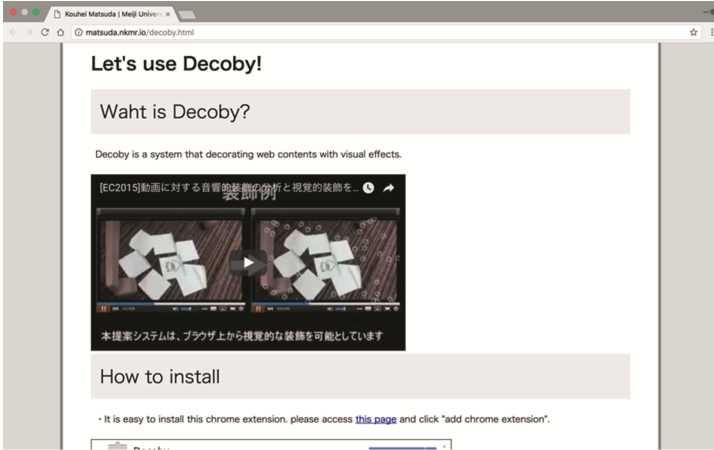 Kouhei Matsuda | Meiji Univers
matsuda.nkmr.io/decoby.html
Let's use Decoby!
Waht is Decoby?
Decoby is a system that decorating web contents with visual effects.
[EC2015]動画に対する音響的装飾の分析と視覚的装飾を...
装飾例
本提案システムは、ブラウザ上から視覚的な装飾を可能としています
How to install
・It is easy to install this chrome extension. please access this page and click "add chrome extension".
Decoby